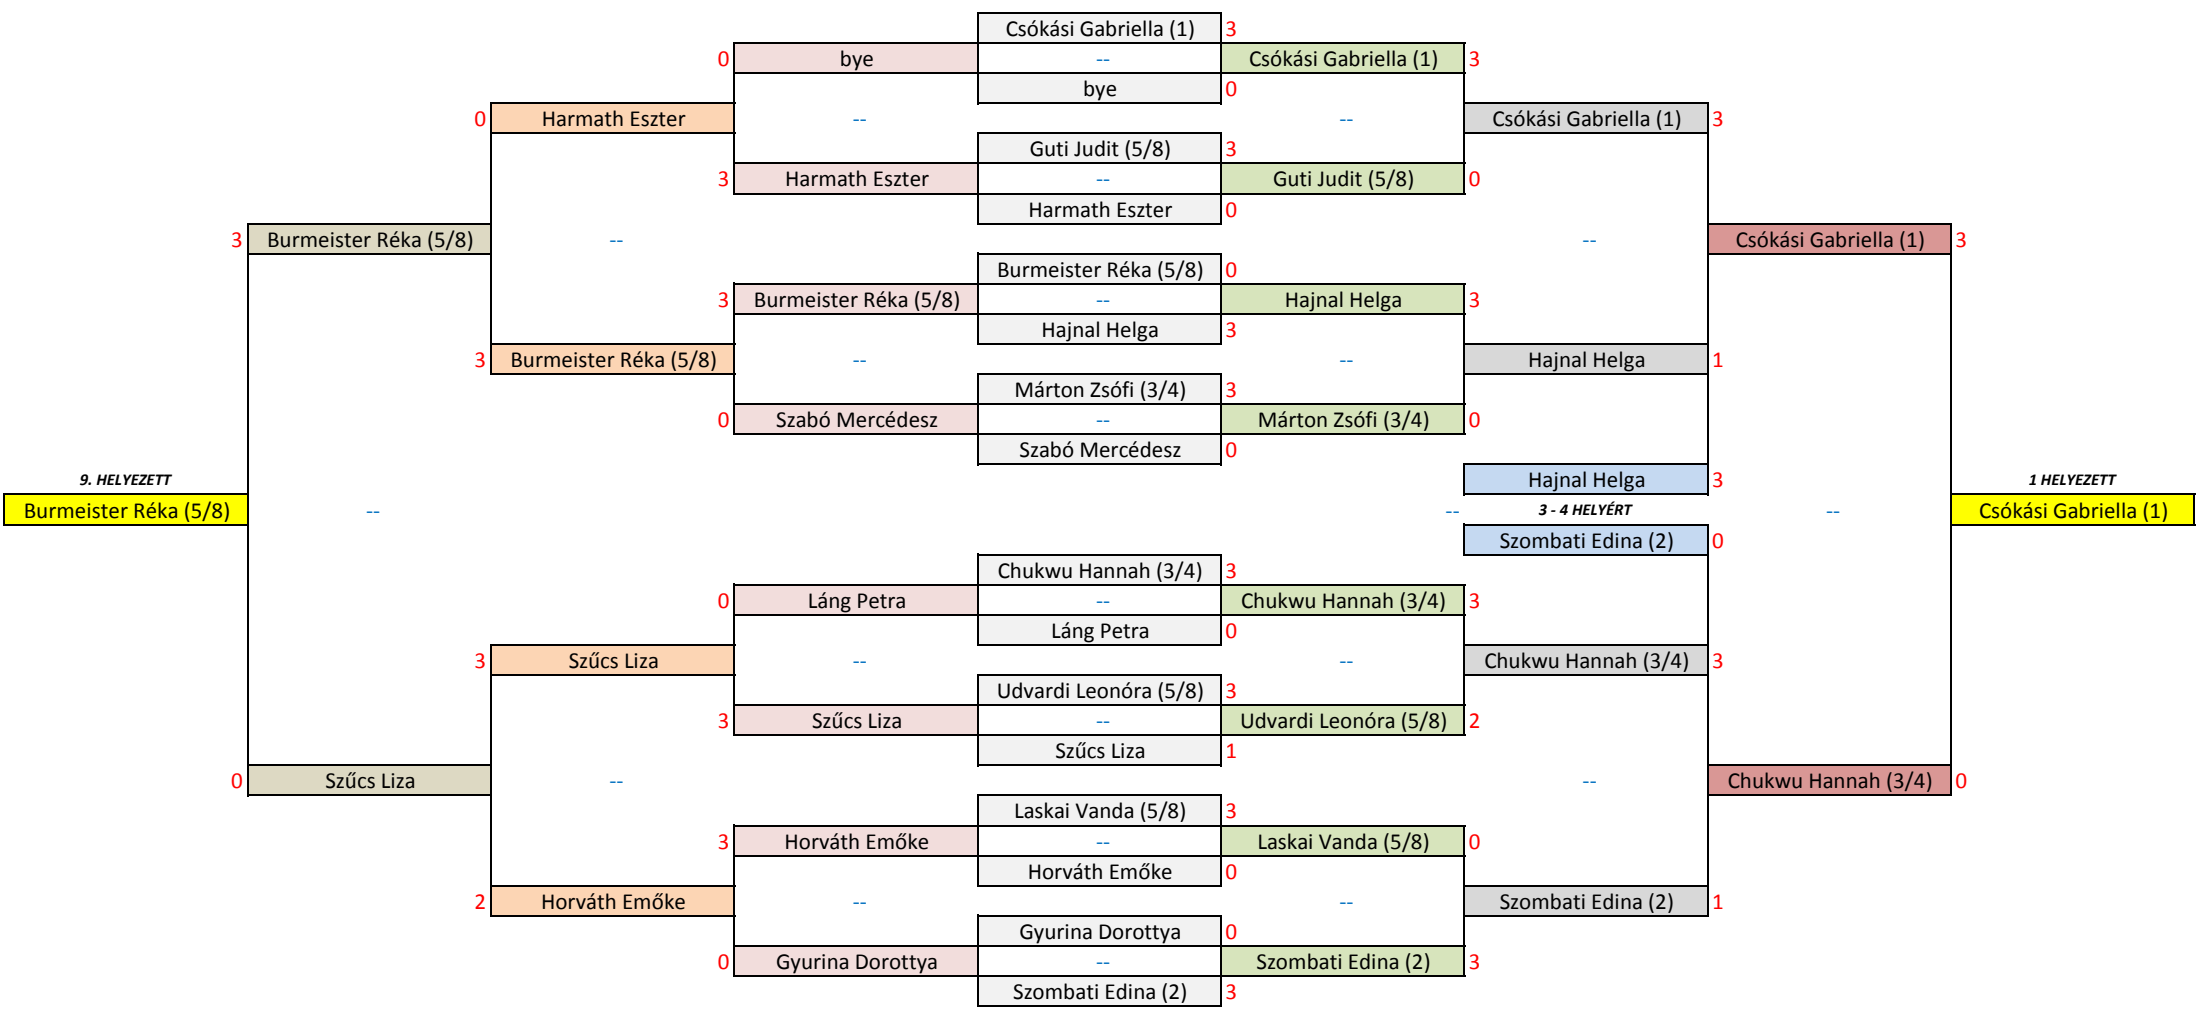 Csókási Gabriella (1) 3
0 bye -- Csókási Gabriella (1) 3
bye 0
0 Harmath Eszter -- -- Csókási Gabriella (1) 3
Guti Judit (5/8) 3
3 Harmath Eszter -- Guti Judit (5/8) 0
Harmath Eszter 0
3 Burmeister Réka (5/8) -- -- Csókási Gabriella (1) 3
Burmeister Réka (5/8) 0
3 Burmeister Réka (5/8) -- Hajnal Helga 3
Hajnal Helga 3
3 Burmeister Réka (5/8) -- -- Hajnal Helga 1
Márton Zsófi (3/4) 3
0 Szabó Mercédesz -- Márton Zsófi (3/4) 0
Szabó Mercédesz 0
9. HELYEZETT Hajnal Helga 3 1 HELYEZETT
Burmeister Réka (5/8) -- -- 3 - 4 HELYÉRT -- Csókási Gabriella (1)
Szombati Edina (2) 0
Chukwu Hannah (3/4) 3
0 Láng Petra -- Chukwu Hannah (3/4) 3
Láng Petra 0
3 Szűcs Liza -- -- Chukwu Hannah (3/4) 3
Udvardi Leonóra (5/8) 3
3 Szűcs Liza -- Udvardi Leonóra (5/8) 2
Szűcs Liza 1
0 Szűcs Liza -- -- Chukwu Hannah (3/4) 0
Laskai Vanda (5/8) 3
3 Horváth Emőke -- Laskai Vanda (5/8) 0
Horváth Emőke 0
2 Horváth Emőke -- -- Szombati Edina (2) 1
Gyurina Dorottya 0
0 Gyurina Dorottya -- Szombati Edina (2) 3
Szombati Edina (2) 3